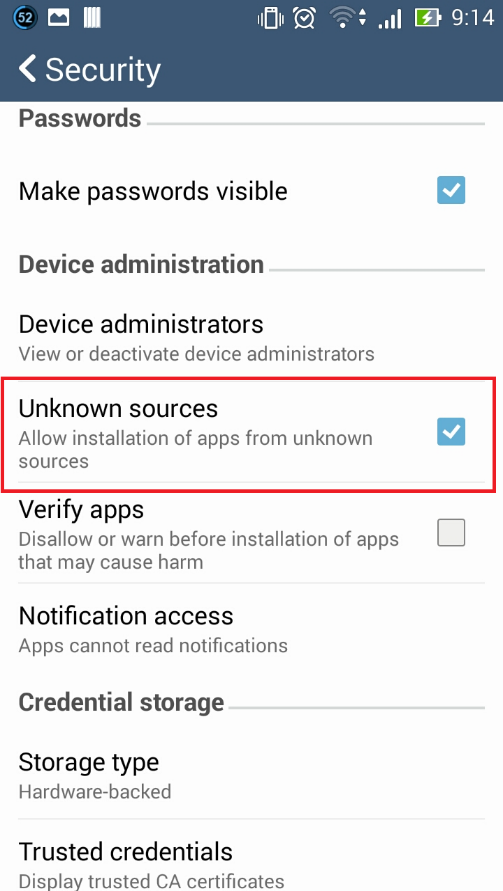 52
9:14
Security
Passwords
Make passwords visible
Device administration
Device administrators
View or deactivate device administrators
Unknown sources
Allow installation of apps from unknown
sources
Verify apps
Disallow or warn before installation of apps
that may cause harm
Notification access
Apps cannot read notifications
Credential storage
Storage type
Hardware-backed
Trusted credentials
Display trusted CA certificates